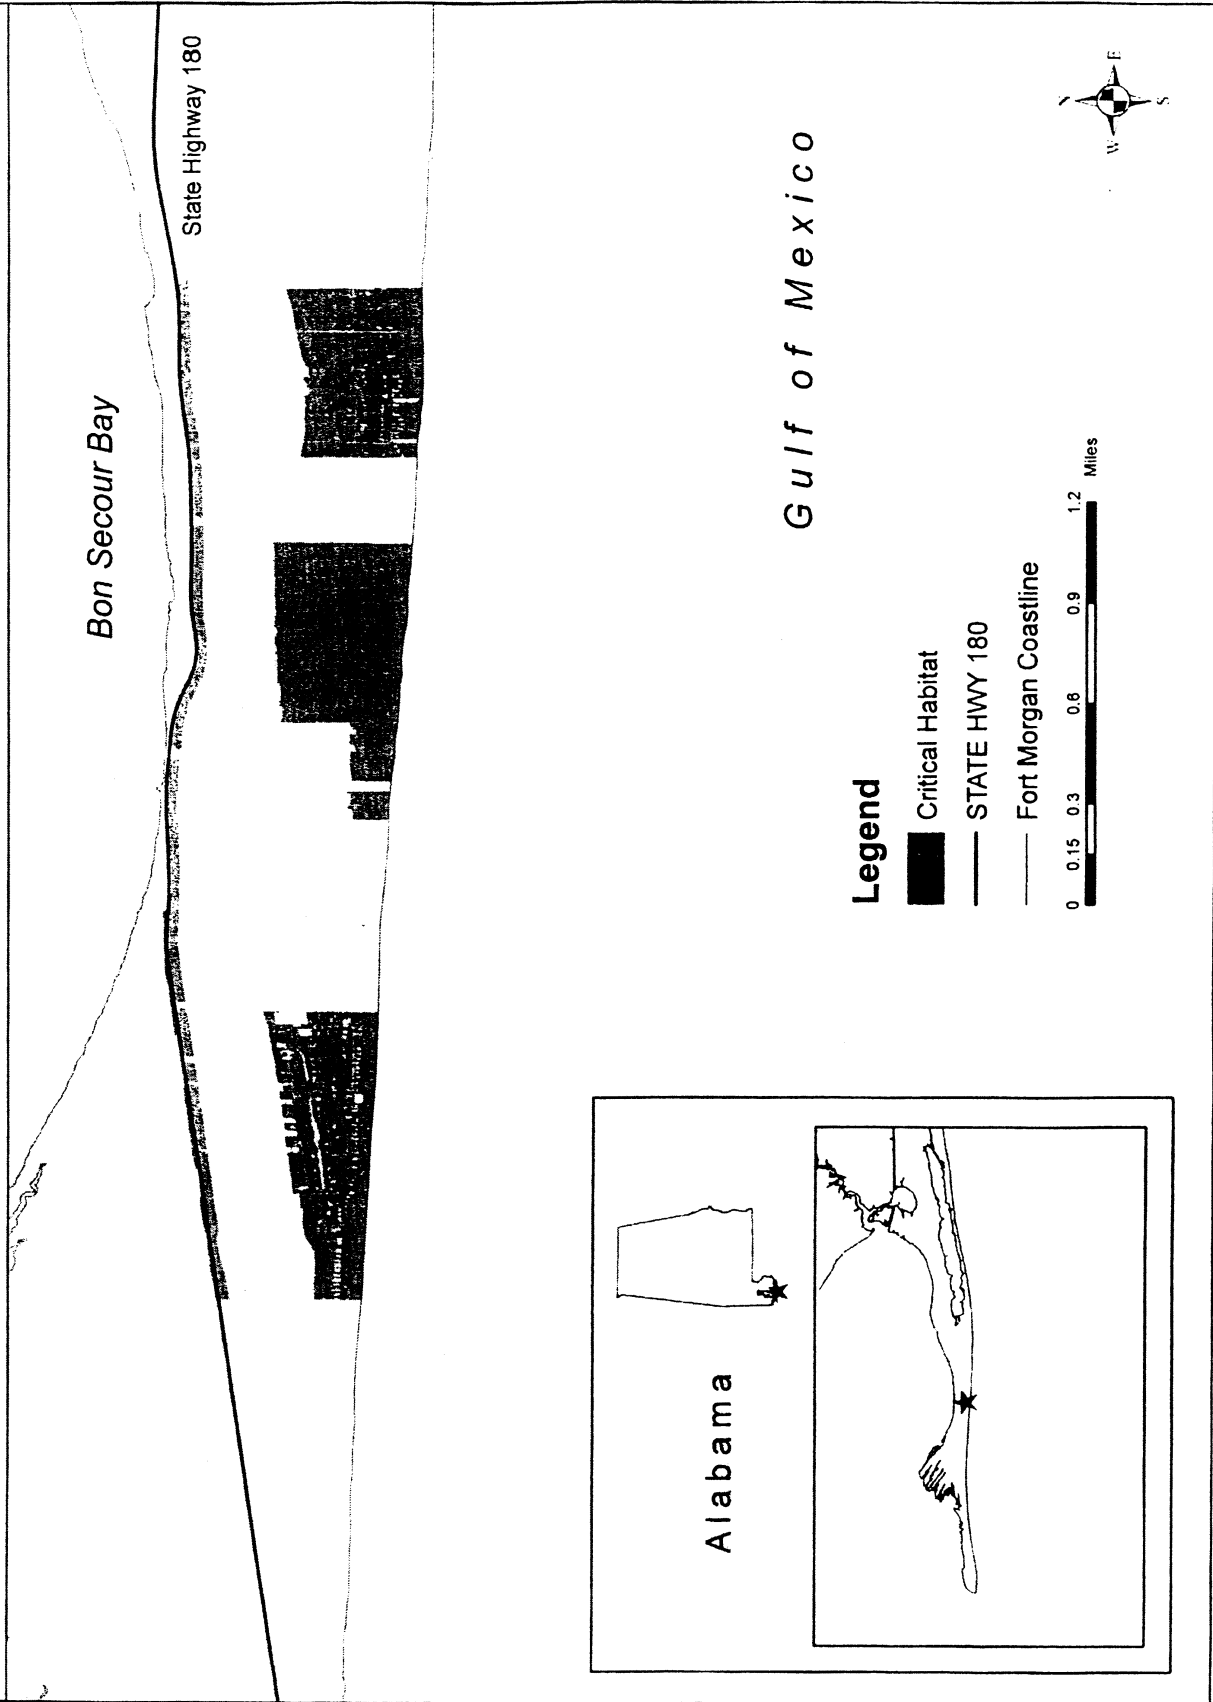 Bon Secour Bay
State Highway 180
Gulf of Mexico
N
W
E
S
Legend
Critical Habitat
STATE HWY 180
Fort Morgan Coastline
0 0.15 0.3 0.6 0.9 1.2
Miles
Alabama